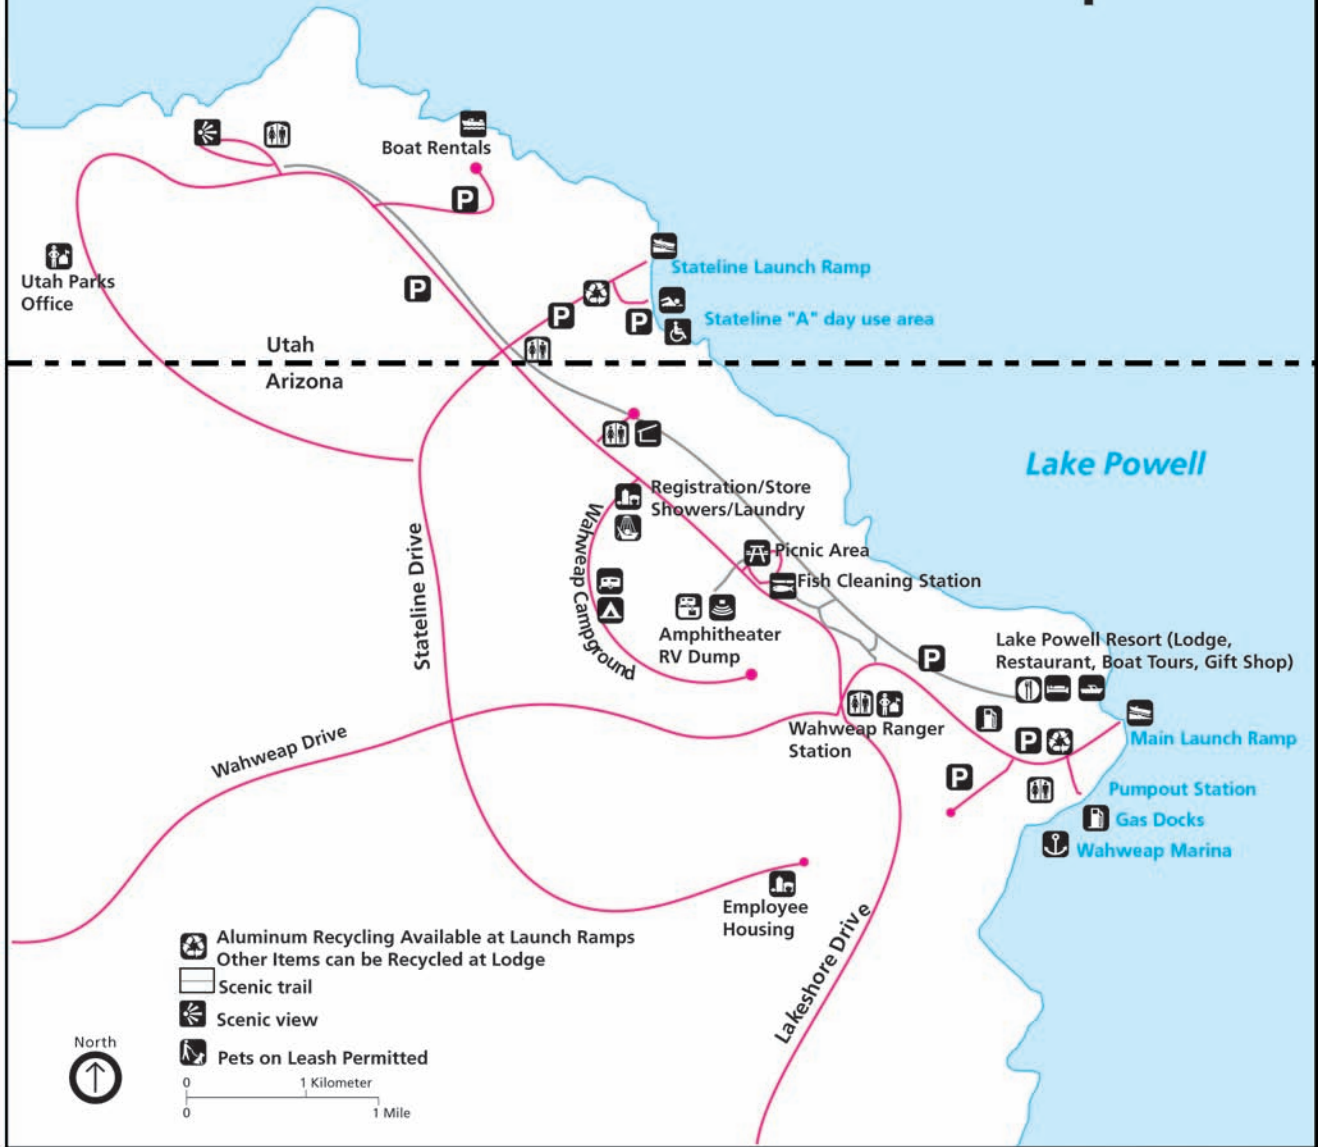 Boat Rentals
P
Utah Parks
Office
P
Stateline Launch Ramp
P
P
Stateline "A" day use area
Utah
Arizona
Lake Powell
Registration/Store
Showers/Laundry
Wahweap Campground
Picnic Area
Fish Cleaning Station
Stateline Drive
Amphitheater
RV Dump
Lake Powell Resort (Lodge,
Restaurant, Boat Tours, Gift Shop)
P
Wahweap Ranger
Station
Wahweap Drive
P
Main Launch Ramp
P
Pumpout Station
Gas Docks
Wahweap Marina
Employee
Housing
Lakeshore Drive
Aluminum Recycling Available at Launch Ramps
Other Items can be Recycled at Lodge
Scenic trail
Scenic view
Pets on Leash Permitted
North
0 1 Kilometer
0 1 Mile